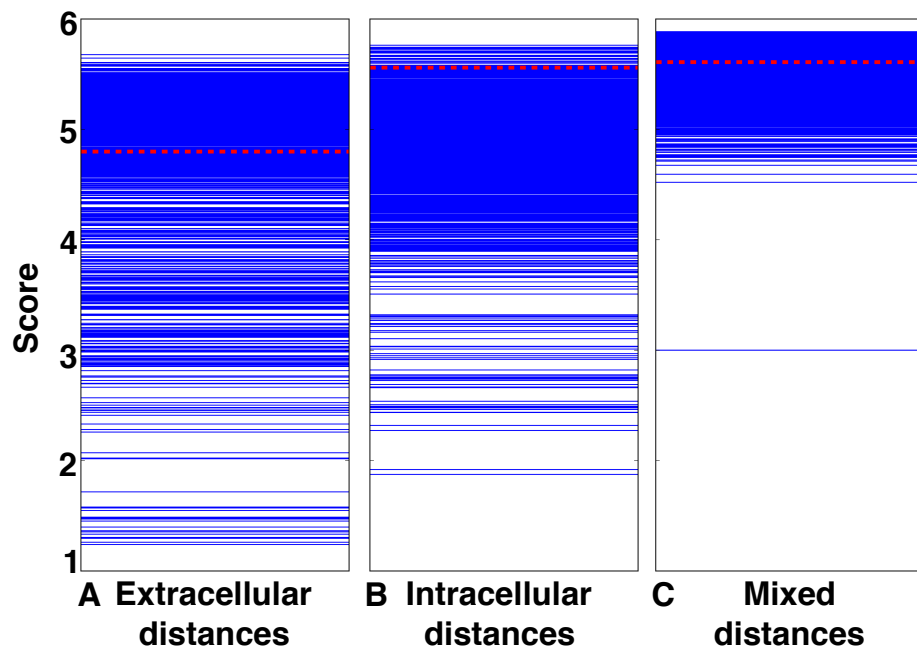 6
5
4
3
2
1
Score
A Extracellular
distances
B Intracellular
distances
C Mixed
distances